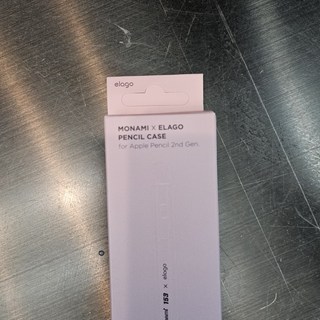 elago
MONAMI X ELAGO
PENCIL CASE
for Apple Pencil 2nd Gen
153 x elago